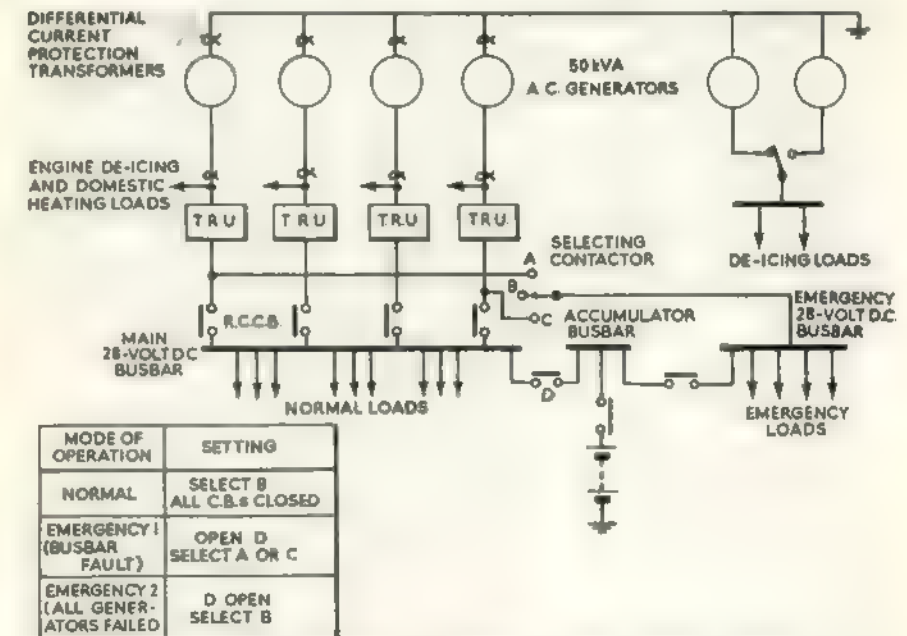 DIFFERENTIAL
CURRENT
PROTECTION
TRANSFORMERS
50 kVA
A.C. GENERATORS
ENGINE DE-ICING
AND DOMESTIC
HEATING LOADS
T R U
T.R.U
T.R.U
T.R.U.
DE-ICING LOADS
SELECTING
CONTACTOR
A
B
C
R.C.C.B.
ACCUMULATOR
BUSBAR
EMERGENCY
28-VOLT D.C.
BUSBAR
MAIN
28-VOLT DC
BUSBAR
D
NORMAL LOADS
EMERGENCY
LOADS
MODE OF
OPERATION
SETTING
NORMAL
SELECT B
ALL C.B.s CLOSED
EMERGENCY 1
(BUSBAR
FAULT)
OPEN D
SELECT A OR C
EMERGENCY 2
(ALL GENER-
ATORS FAILED
D OPEN
SELECT B